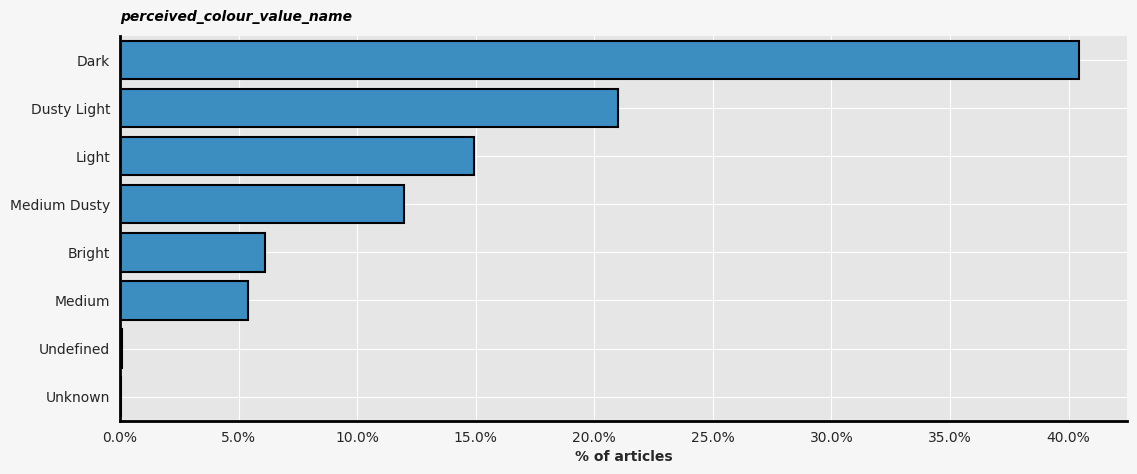 perceived_colour_value_name
Dark
Dusty Light
Light
Medium Dusty
Bright
Medium
Undefined
Unknown
0.0% 5.0% 10.0% 15.0% 20.0% 25.0% 30.0% 35.0% 40.0%
% of articles